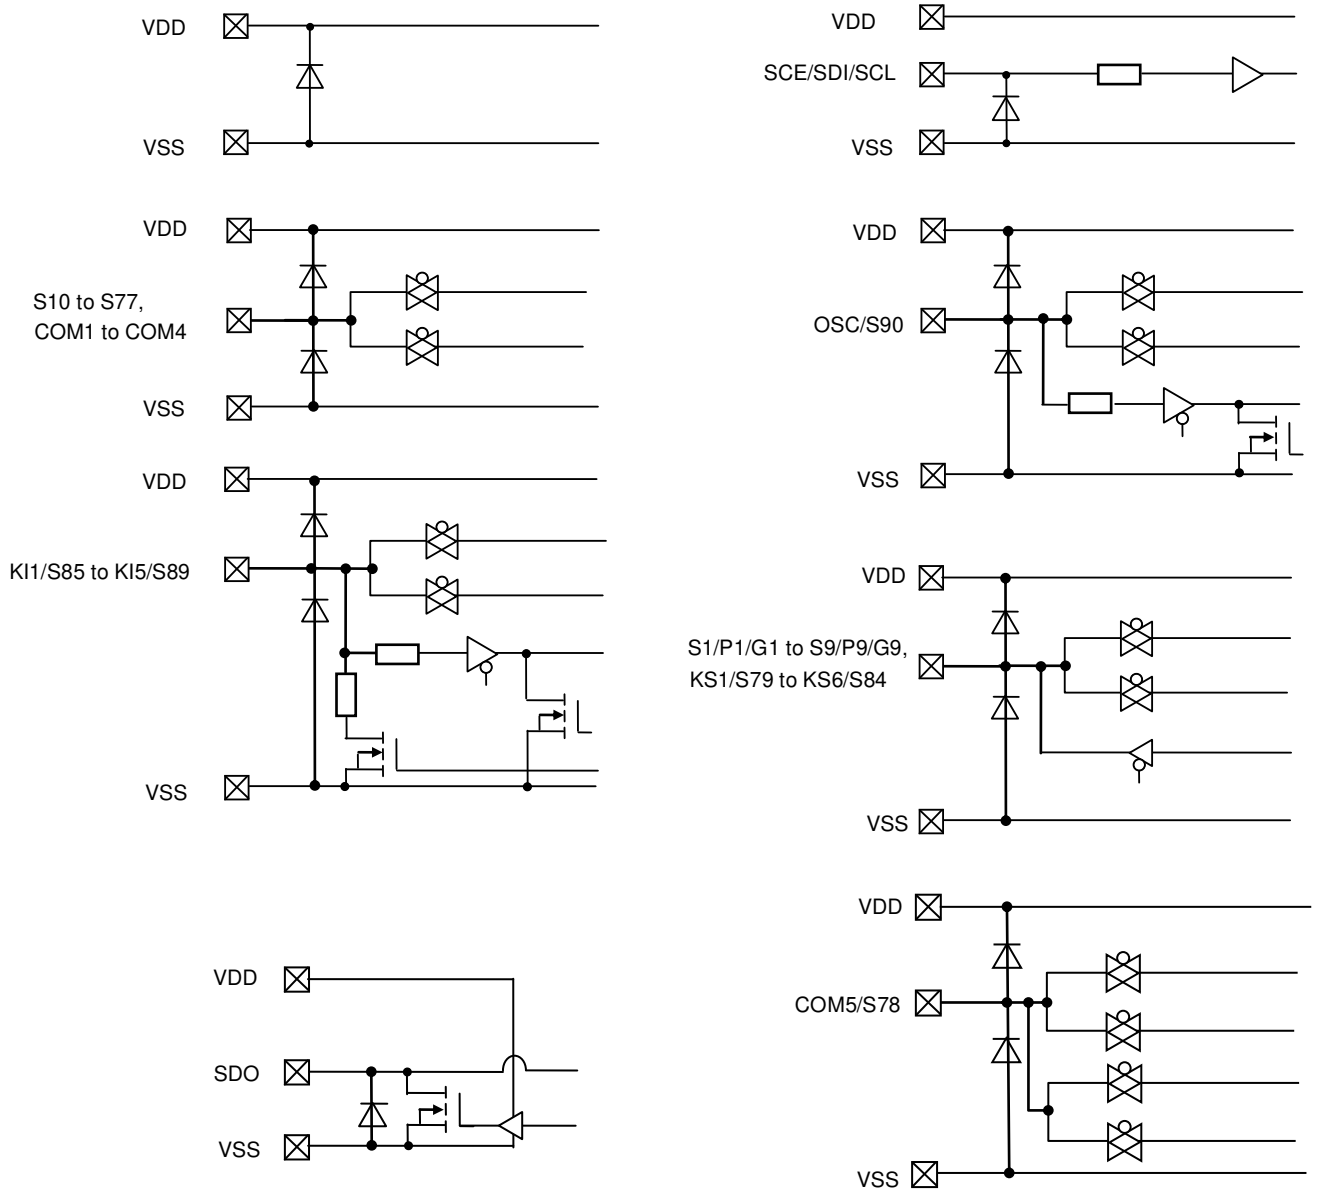 VDD
VSS
VDD
SCE/SDI/SCL
VSS
VDD
S10 to S77,
COM1 to COM4
VSS
VDD
OSC/S90
VSS
VDD
KI1/S85 to KI5/S89
VSS
VDD
S1/P1/G1 to S9/P9/G9,
KS1/S79 to KS6/S84
VSS
VDD
SDO
VSS
VDD
COM5/S78
VSS